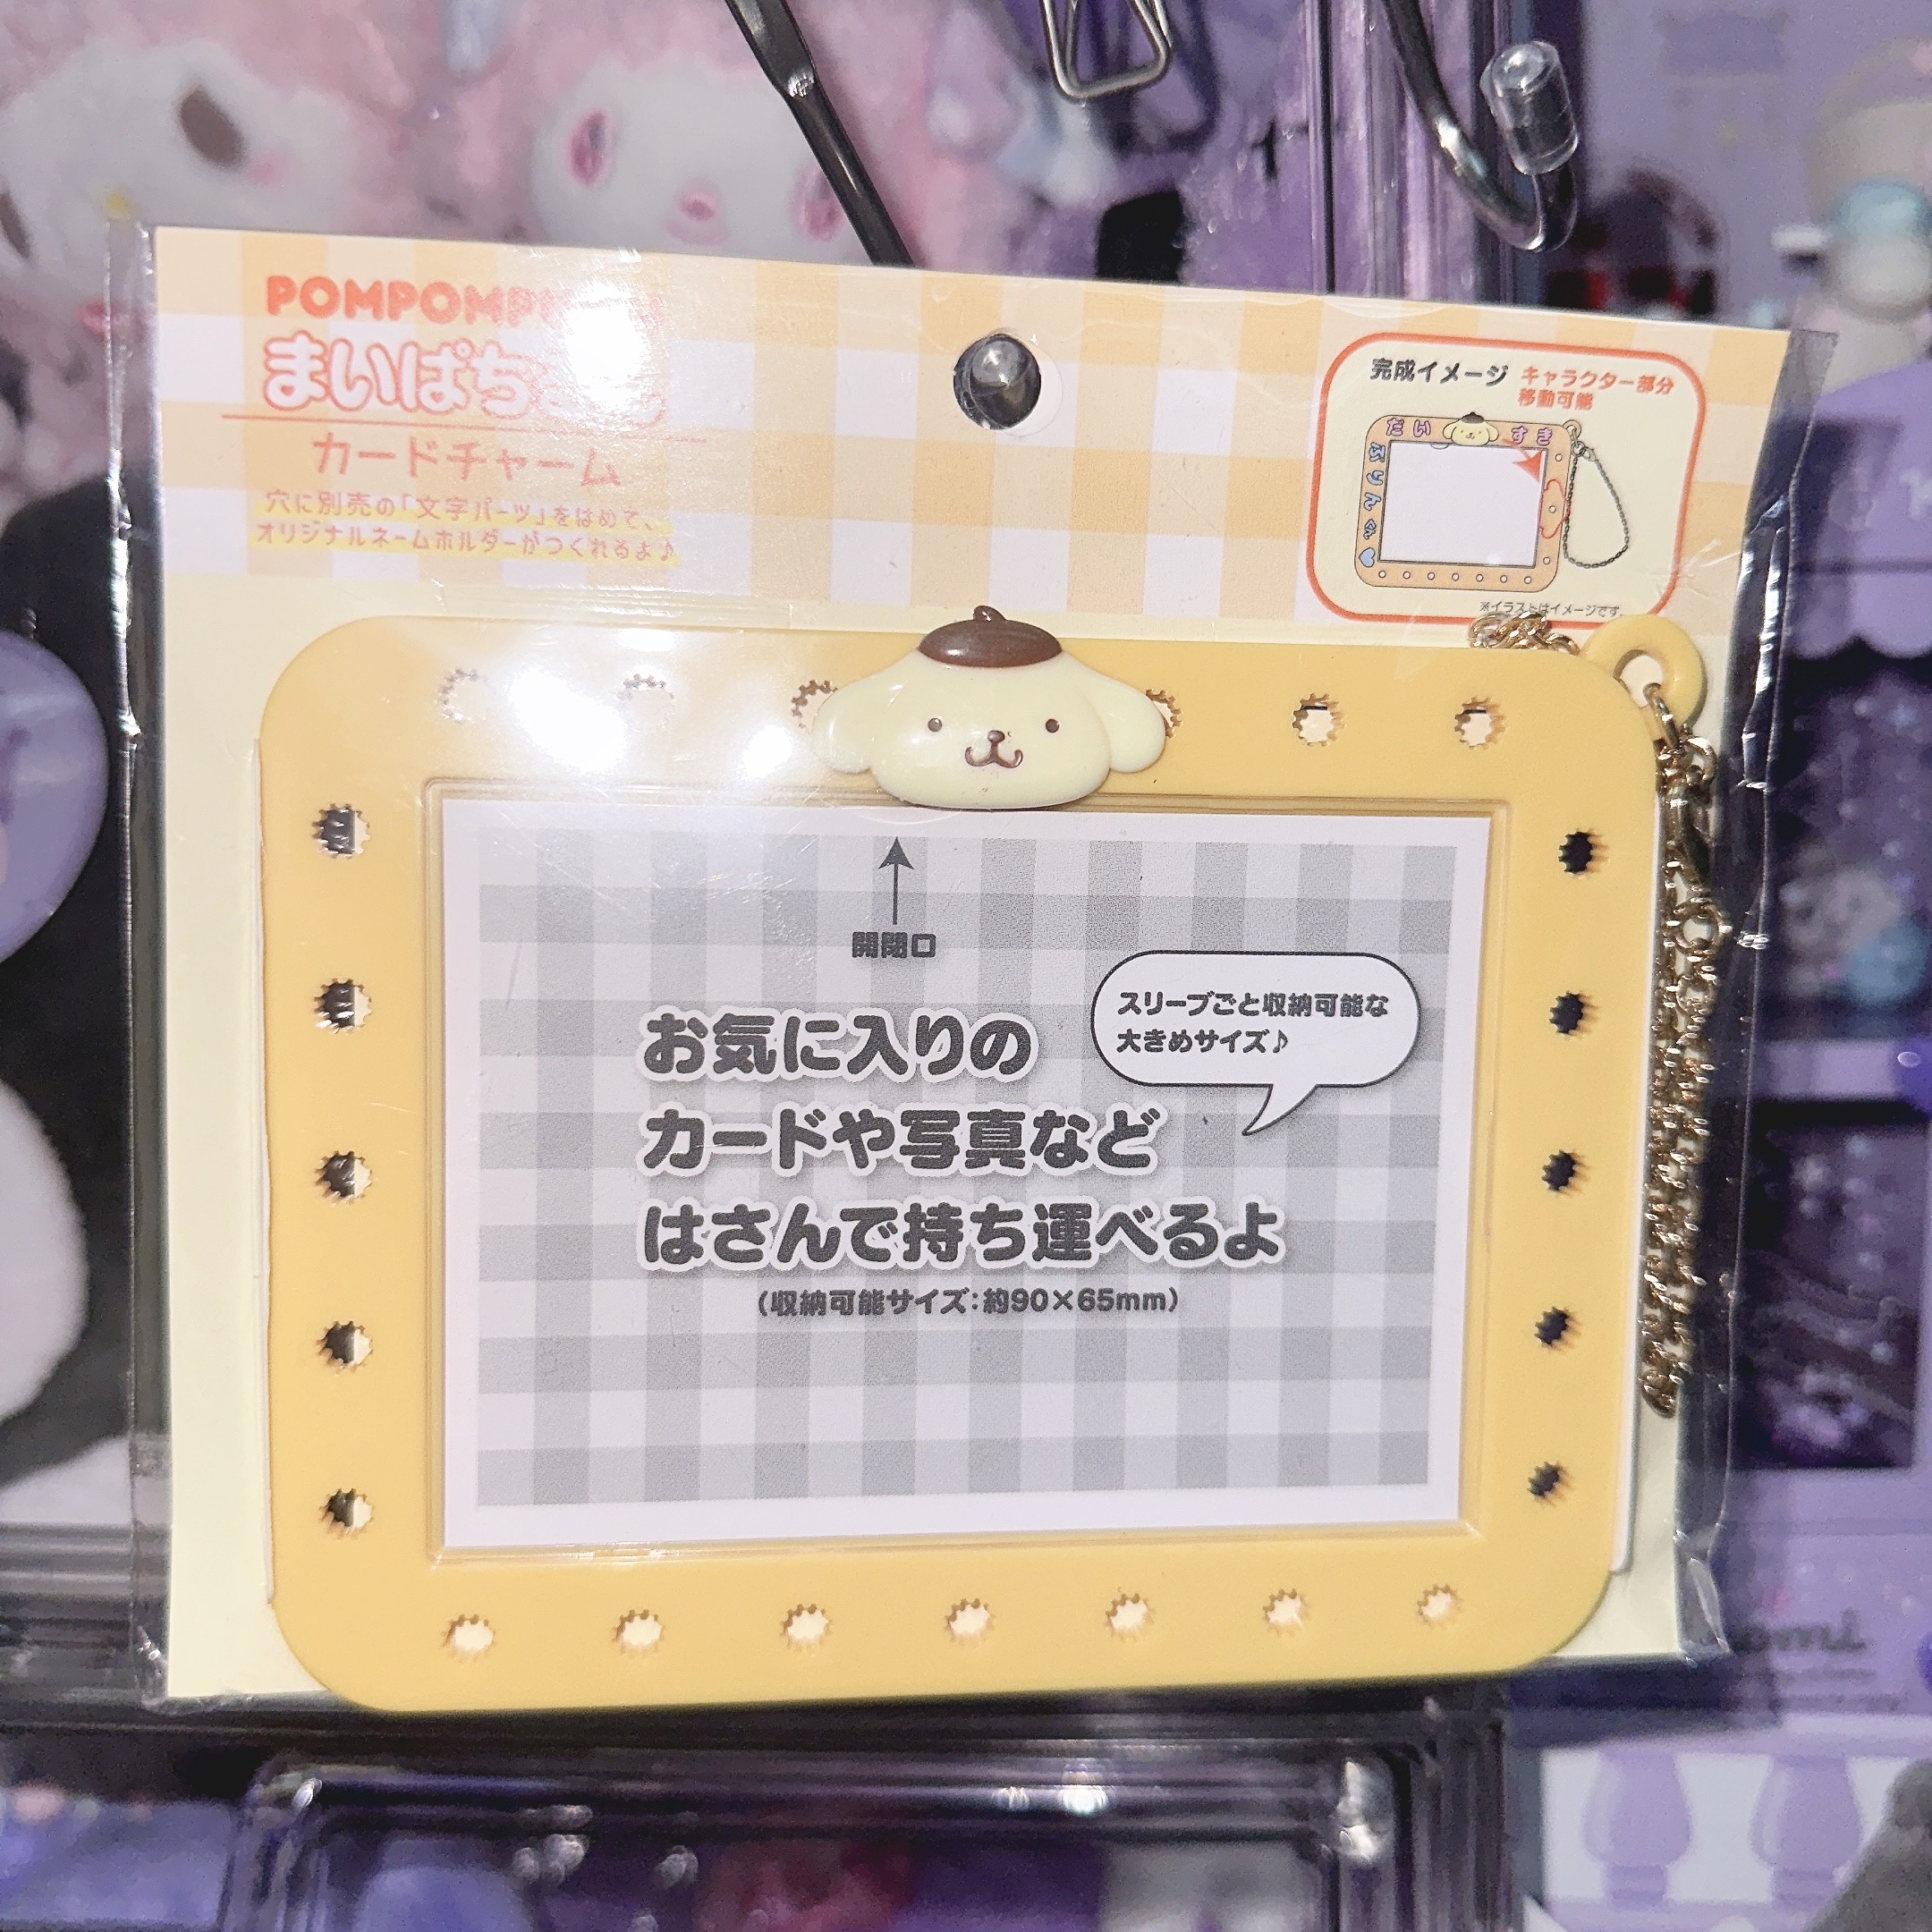 まいぱち
カードチャーム
穴に別売の「文字パーツ」をはめて、
オリジナルネームホルダーがつくれるよ♪
完成イメージ
キャラクター部分
移動可能
だいすき
ぷりんくん
※イラストはイメージです。
開閉口
スリーブごと収納可能な
大きめサイズ♪
お気に入りの
カードや写真など
はさんで持ち運べるよ
(収納可能サイズ:約90×65mm)